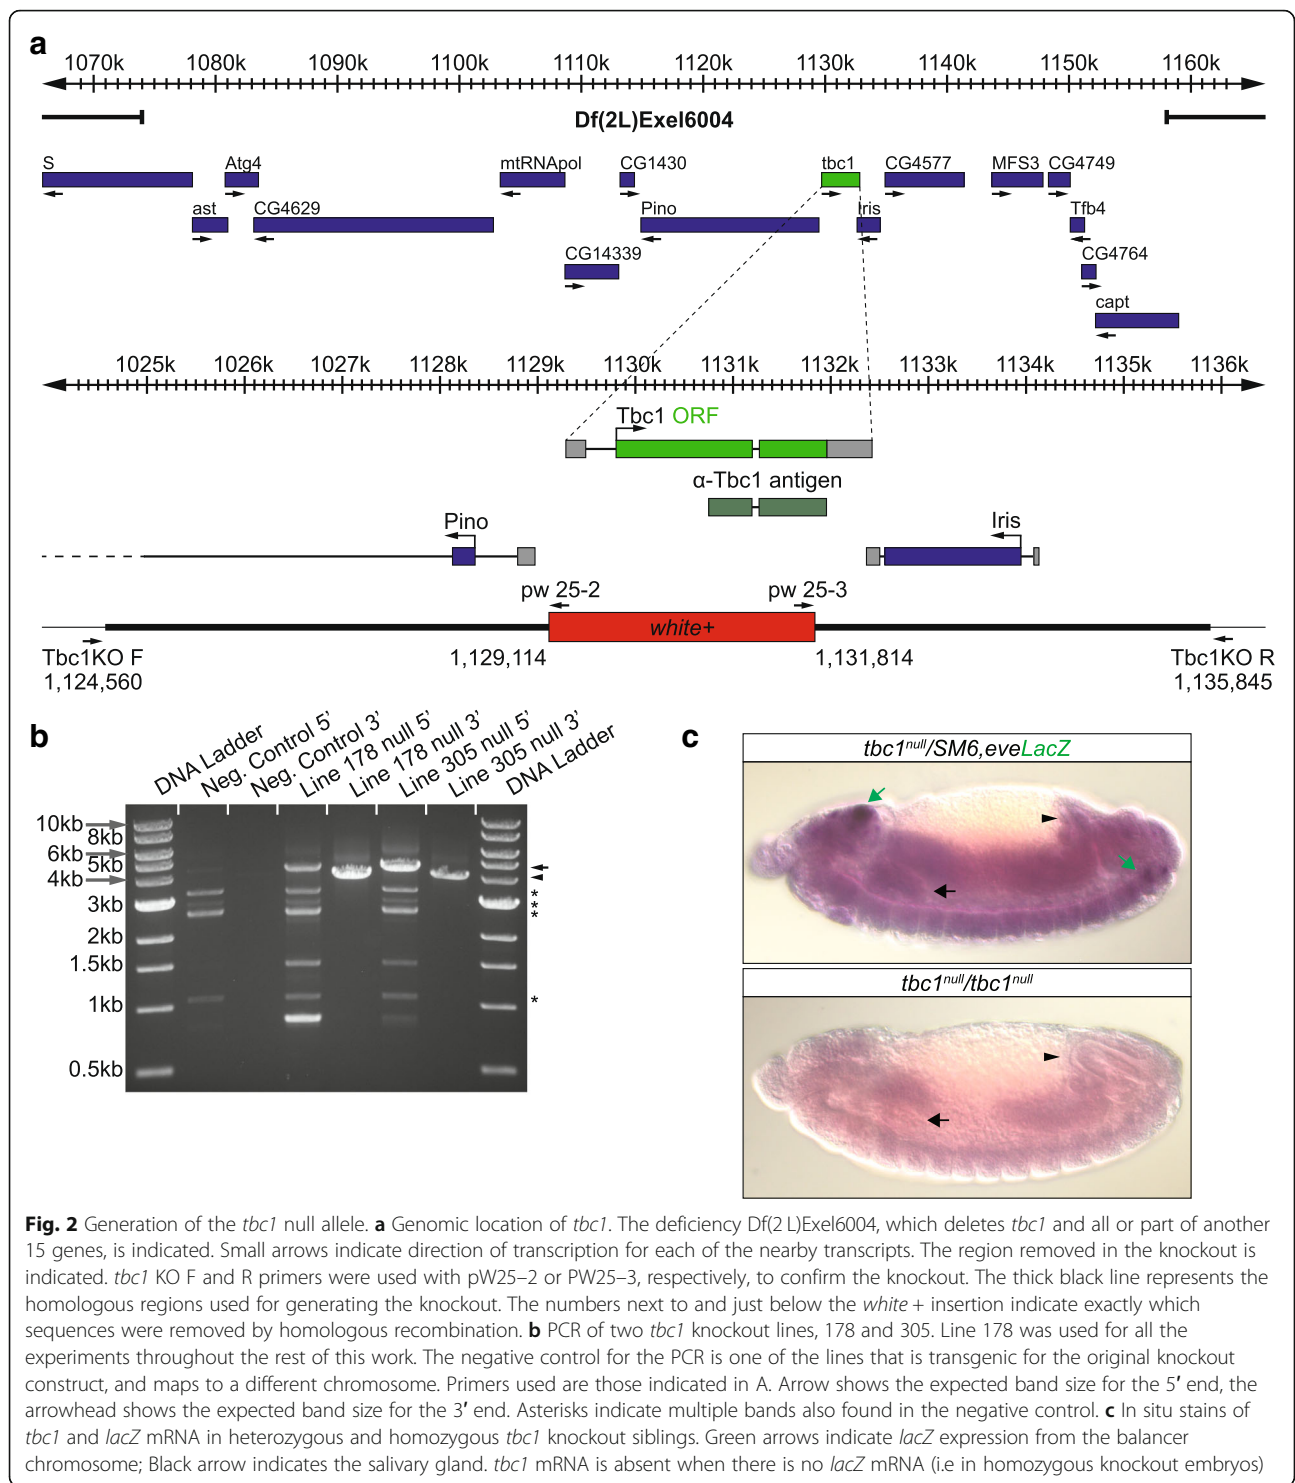 a
1070k 1080k 1090k 1100k 1110k 1120k 1130k 1140k 1150k 1160k
Df(2L)Exel6004
S Atg4 mtRNApol CG1430 tbc1 CG4577 MFS3 CG4749
ast CG4629 Pino Iris Tfb4
CG14339 CG4764
capt
1025k 1026k 1027k 1128k 1129k 1130k 1131k 1132k 1133k 1134k 1135k 1136k
Tbc1 ORF
α-Tbc1 antigen
Pino Iris
pw 25-2 pw 25-3
white+
Tbc1KO F 1,129,114 1,131,814 Tbc1KO R
1,124,560 1,135,845
b
DNA Ladder
Neg. Control 5’
Neg. Control 3’
Line 178 null 5’
Line 178 null 3’
Line 305 null 5’
Line 305 null 3’
DNA Ladder
10kb
8kb
6kb
5kb
4kb
3kb
2kb
1.5kb
1kb
0.5kb
*
*
*
*
c
tbc1null/SM6,eveLacZ
tbc1null/tbc1null
Fig. 2 Generation of the tbc1 null allele. a Genomic location of tbc1. The deficiency Df(2 L)Exel6004, which deletes tbc1 and all or part of another
15 genes, is indicated. Small arrows indicate direction of transcription for each of the nearby transcripts. The region removed in the knockout is
indicated. tbc1 KO F and R primers were used with pW25–2 or PW25–3, respectively, to confirm the knockout. The thick black line represents the
homologous regions used for generating the knockout. The numbers next to and just below the white + insertion indicate exactly which
sequences were removed by homologous recombination. b PCR of two tbc1 knockout lines, 178 and 305. Line 178 was used for all the
experiments throughout the rest of this work. The negative control for the PCR is one of the lines that is transgenic for the original knockout
construct, and maps to a different chromosome. Primers used are those indicated in A. Arrow shows the expected band size for the 5′ end, the
arrowhead shows the expected band size for the 3′ end. Asterisks indicate multiple bands also found in the negative control. c In situ stains of
tbc1 and lacZ mRNA in heterozygous and homozygous tbc1 knockout siblings. Green arrows indicate lacZ expression from the balancer
chromosome; Black arrow indicates the salivary gland. tbc1 mRNA is absent when there is no lacZ mRNA (i.e in homozygous knockout embryos)